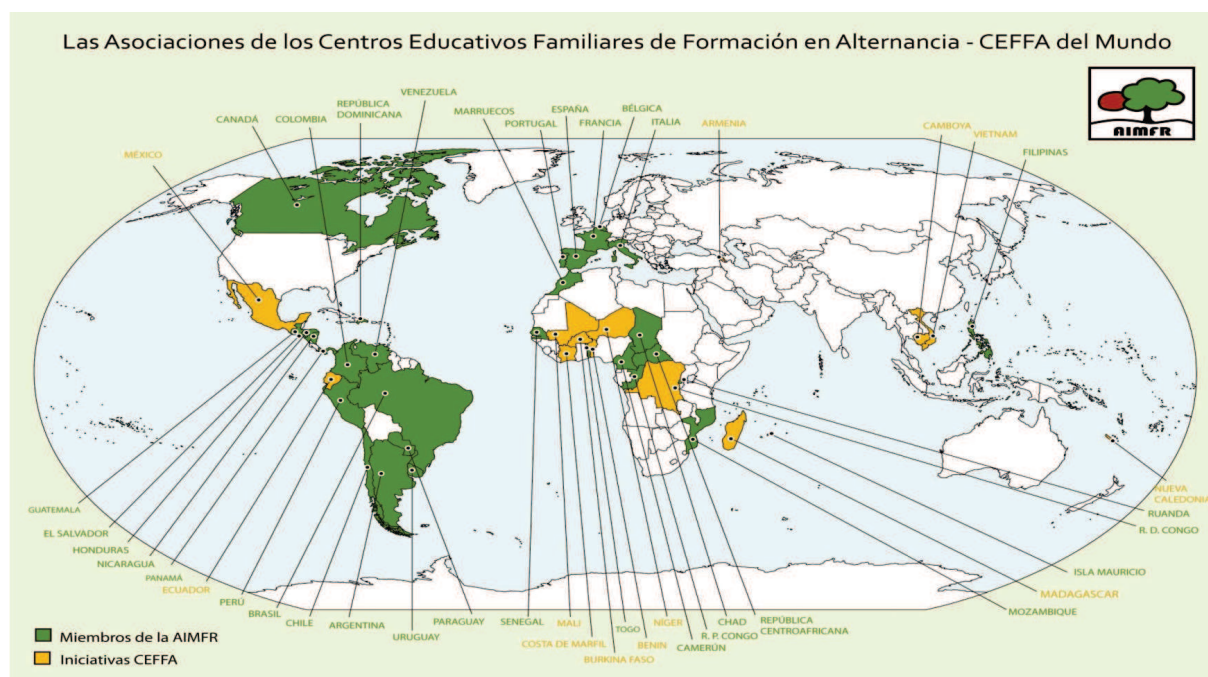 Las Asociaciones de los Centros Educativos Familiares de Formación en Alternancia - CEFFA del Mundo
AIMFR
VENEZUELA
REPÚBLICA
DOMINICANA
CANADÁ
COLOMBIA
MÉXICO
MARRUECOS
ESPAÑA
PORTUGAL
FRANCIA
BÉLGICA
ITALIA
ARMENIA
CAMBOYA
VIETNAM
FILIPINAS
GUATEMALA
EL SALVADOR
HONDURAS
NICARAGUA
PANAMÁ
ECUADOR
PERÚ
BRASIL
CHILE
ARGENTINA
URUGUAY
PARAGUAY
SENEGAL
MALI
COSTA DE MARFIL
BURKINA FASO
TOGO
BENIN
NÍGER
CAMERÚN
R. P. CONGO
CHAD
REPÚBLICA
CENTROAFRICANA
MOZAMBIQUE
MADAGASCAR
ISLA MAURICIO
R. D. CONGO
RUANDA
NUEVA
CALEDONIA
Miembros de la AIMFR
Iniciativas CEFFA